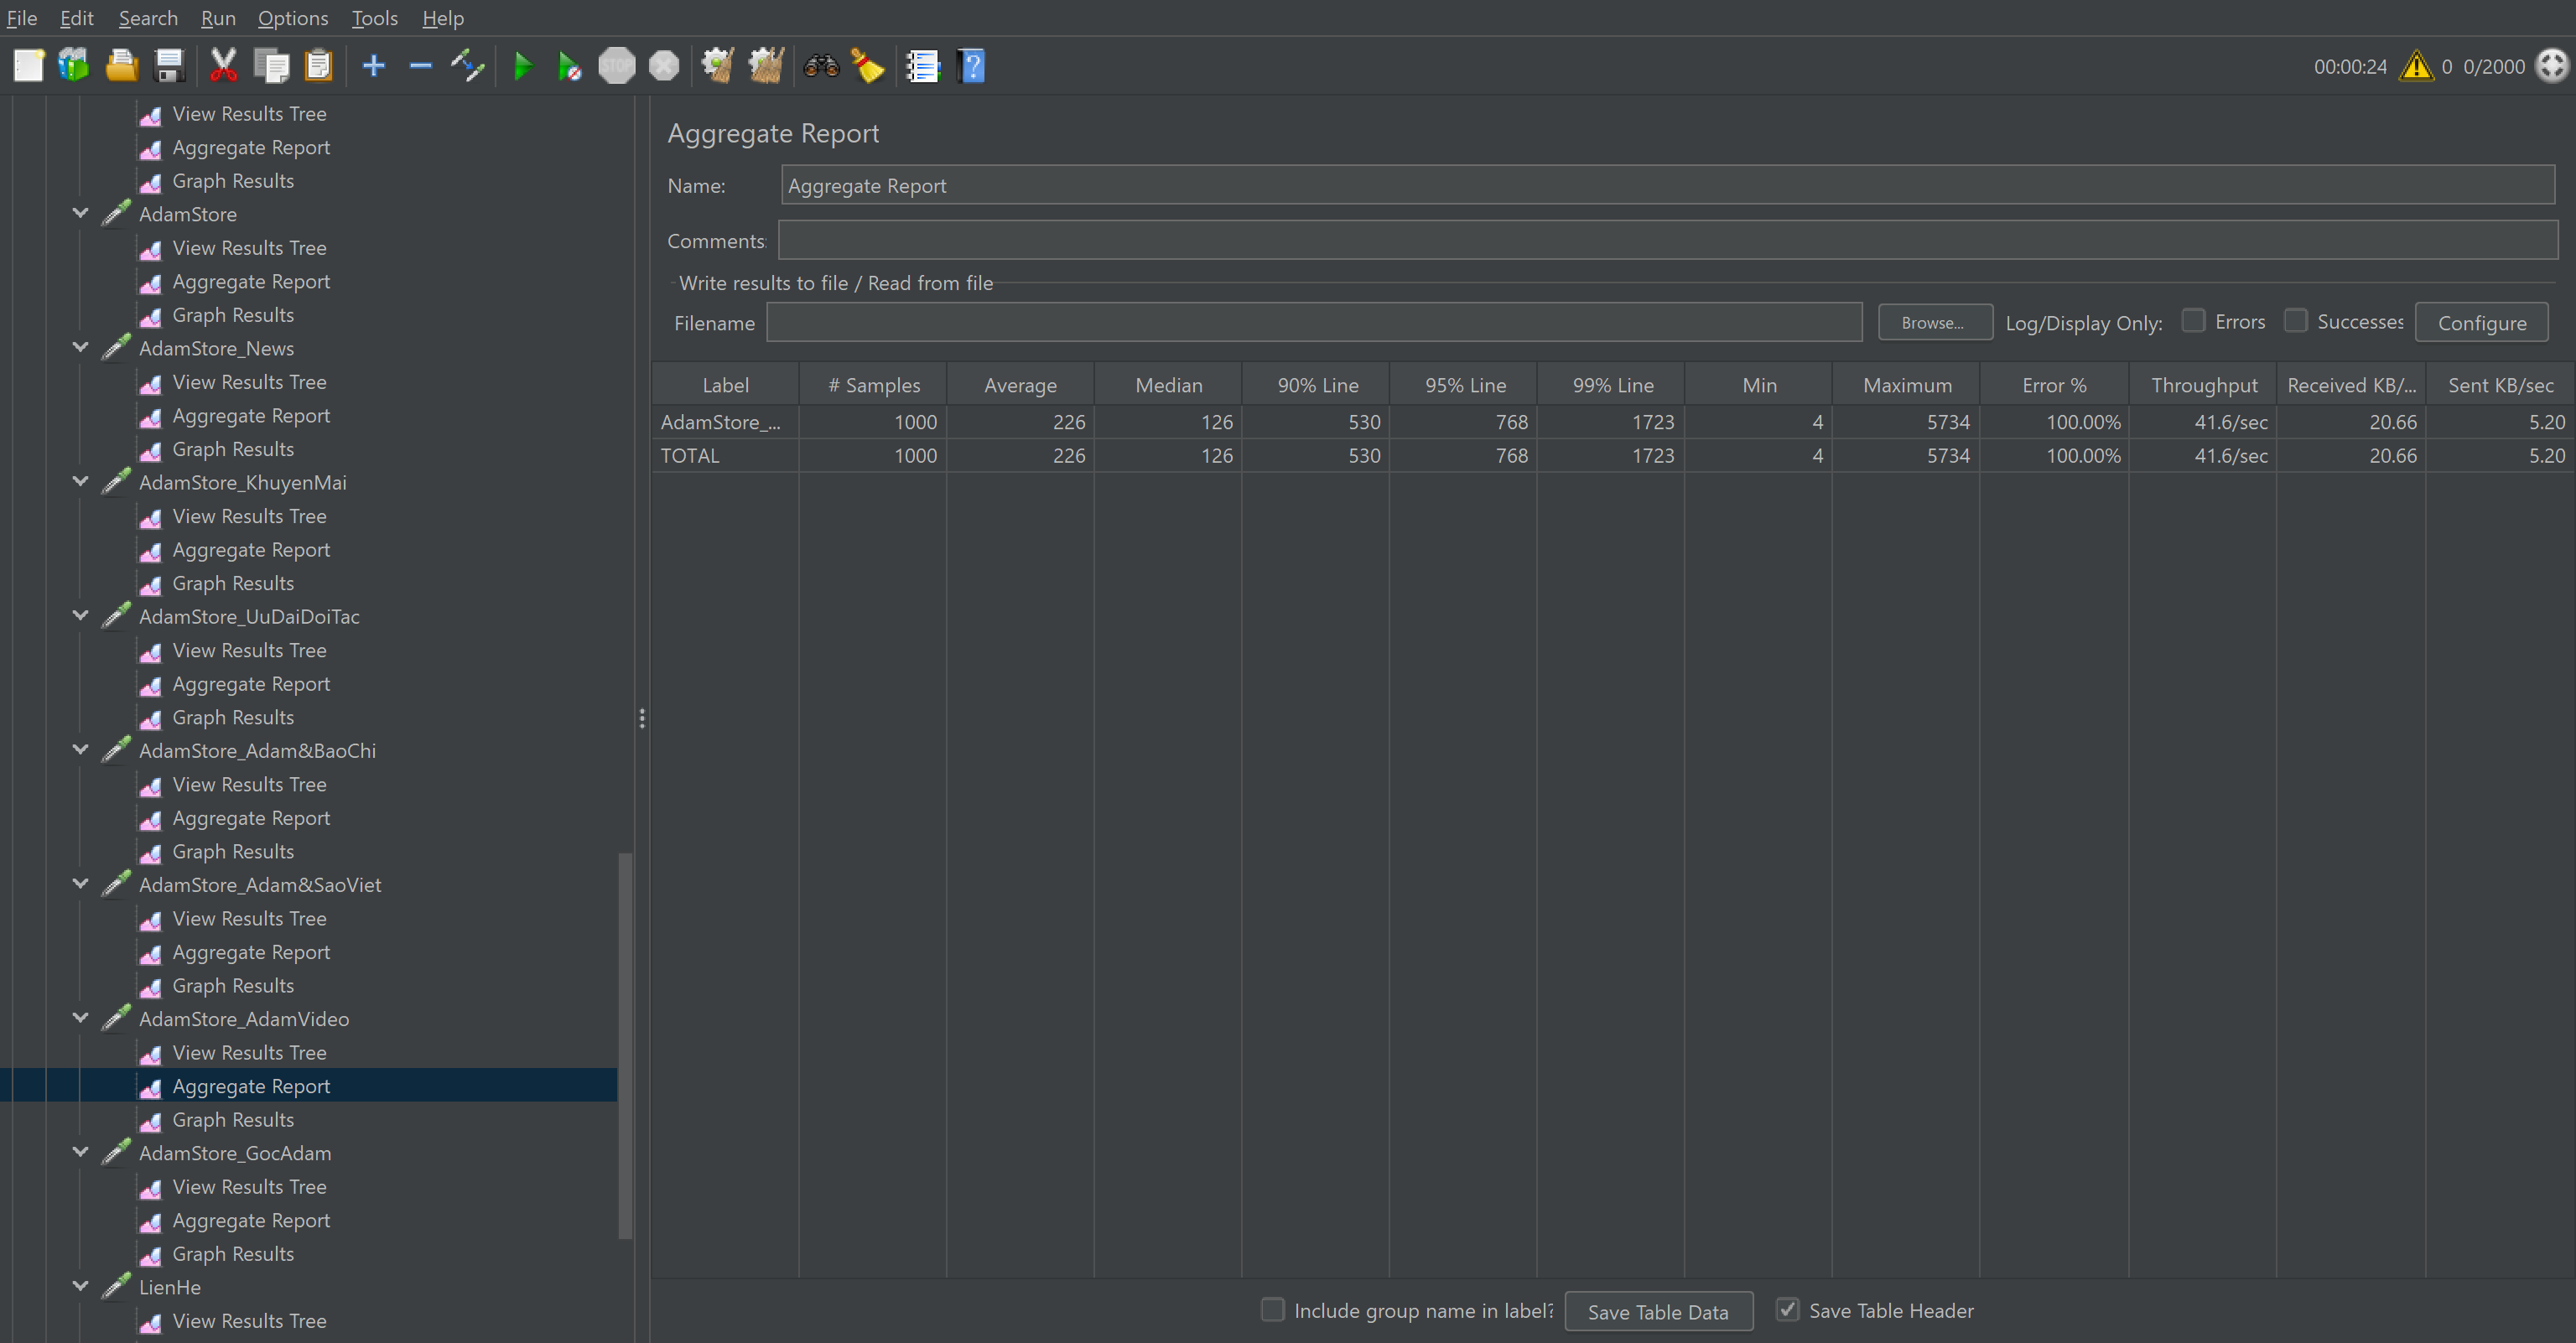 File Edit Search Run Options Tools Help
STOP
00:00:24 0 0/2000
View Results Tree
Aggregate Report
Graph Results
AdamStore
View Results Tree
Aggregate Report
Graph Results
AdamStore_News
View Results Tree
Aggregate Report
Graph Results
AdamStore_KhuyenMai
View Results Tree
Aggregate Report
Graph Results
AdamStore_UuDaiDoiTac
View Results Tree
Aggregate Report
Graph Results
AdamStore_Adam&BaoChi
View Results Tree
Aggregate Report
Graph Results
AdamStore_Adam&SaoViet
View Results Tree
Aggregate Report
Graph Results
AdamStore_AdamVideo
View Results Tree
Aggregate Report
Graph Results
AdamStore_GocAdam
View Results Tree
Aggregate Report
Graph Results
LienHe
View Results Tree
Aggregate Report
Name: Aggregate Report
Comments:
Write results to file / Read from file
Filename Browse... Log/Display Only: Errors Successes Configure
Label # Samples Average Median 90% Line 95% Line 99% Line Min Maximum Error % Throughput Received KB/... Sent KB/sec
AdamStore_... 1000 226 126 530 768 1723 4 5734 100.00% 41.6/sec 20.66 5.20
TOTAL 1000 226 126 530 768 1723 4 5734 100.00% 41.6/sec 20.66 5.20
Include group name in label? Save Table Data Save Table Header